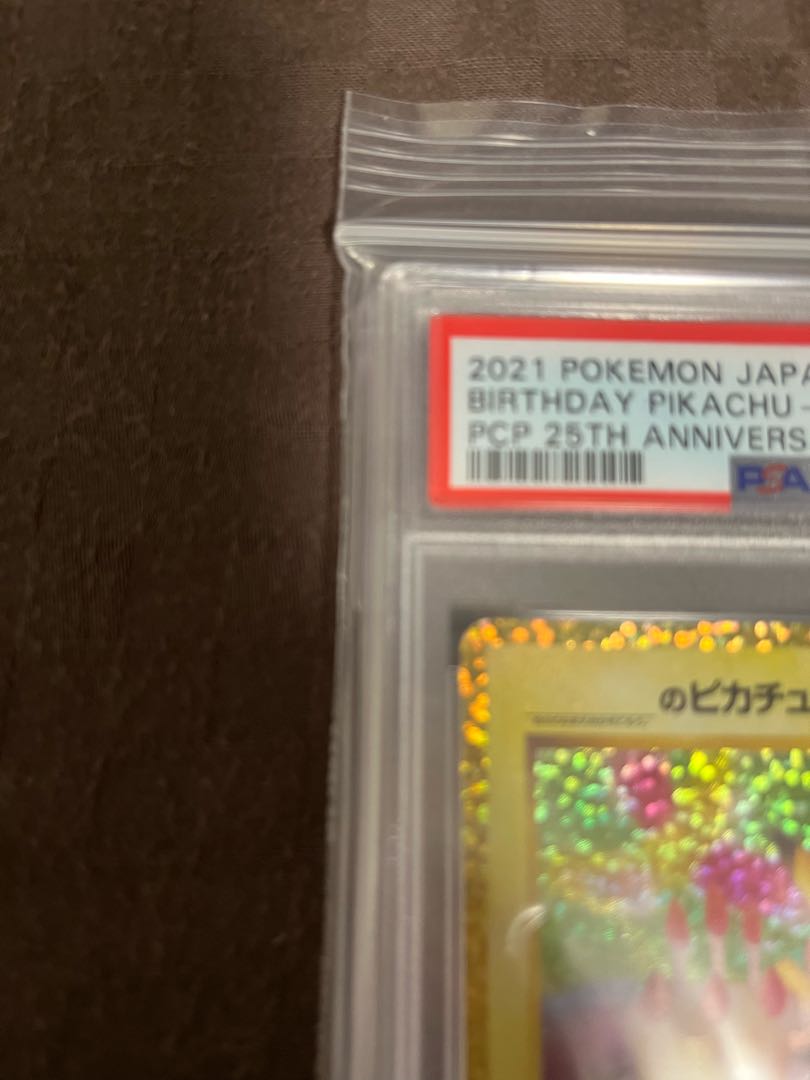 2021 POKEMON JAPA
BIRTHDAY PIKACHU -
PCP 25TH ANNIVERS
PSA
のピカチュ